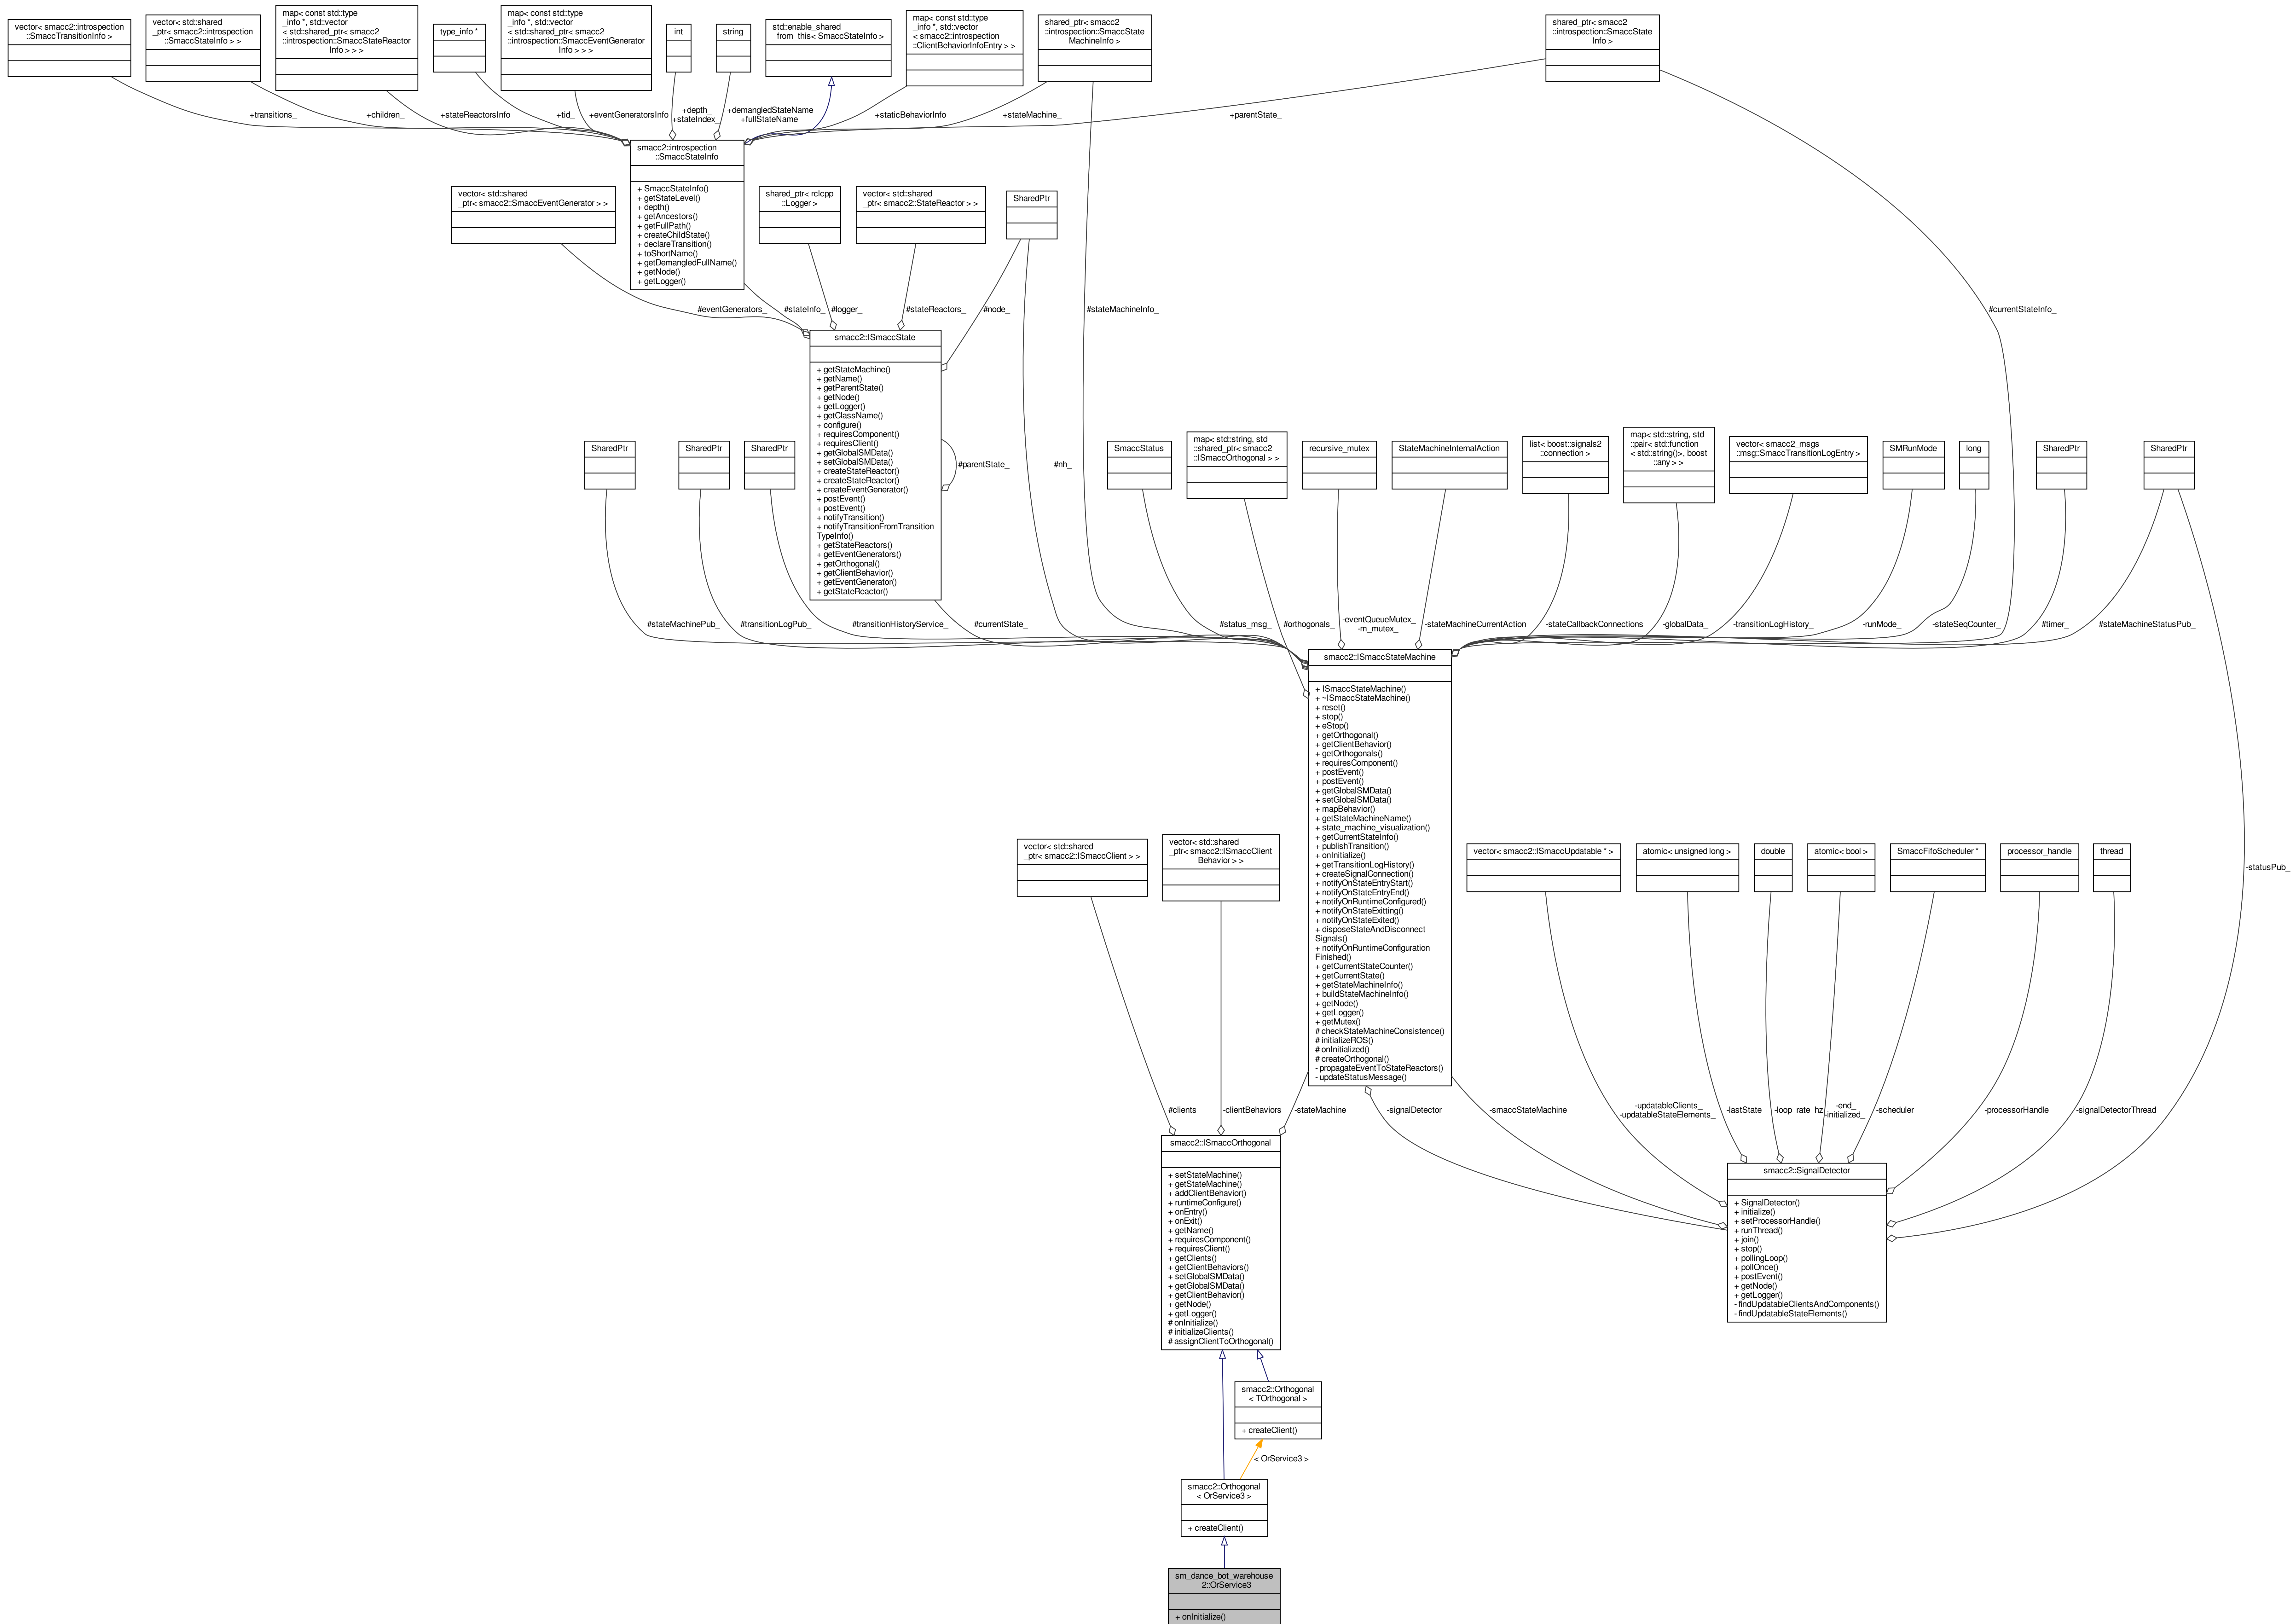 vector< smacc2::introspection
::SmaccTransitionInfo >
vector< std::shared
_ptr< smacc2::introspection
::SmaccStateInfo > >
map< const std::type
_info *, std::vector
< std::shared_ptr< smacc2
::introspection::SmaccStateReactor
Info > > >
type_info *
map< const std::type
_info *, std::vector
< std::shared_ptr< smacc2
::introspection::SmaccEventGenerator
Info > > >
int
string
std::enable_shared
_from_this< SmaccStateInfo >
map< const std::type
_info *, std::vector
< smacc2::introspection
::ClientBehaviorInfoEntry > >
shared_ptr< smacc2
::introspection::SmaccState
MachineInfo >
shared_ptr< smacc2
::introspection::SmaccState
Info >
+transitions_
+children_
+stateReactorsInfo
+tid_
+eventGeneratorsInfo
+depth_
+stateIndex_
+demangledStateName
+fullStateName
+staticBehaviorInfo
+stateMachine_
+parentState_
smacc2::introspection
::SmaccStateInfo
+ SmaccStateInfo()
+ getStateLevel()
+ depth()
+ getAncestors()
+ getFullPath()
+ createChildState()
+ declareTransition()
+ toShortName()
+ getDemangledFullName()
+ getNode()
+ getLogger()
vector< std::shared
_ptr< smacc2::SmaccEventGenerator > >
shared_ptr< rclcpp
::Logger >
vector< std::shared
_ptr< smacc2::StateReactor > >
SharedPtr
#eventGenerators_
#stateInfo_
#logger_
#stateReactors_
#node_
#stateMachineInfo_
#currentStateInfo_
smacc2::ISmaccState
+ getStateMachine()
+ getName()
+ getParentState()
+ getNode()
+ getLogger()
+ getClassName()
+ configure()
+ requiresComponent()
+ requiresClient()
+ getGlobalSMData()
+ setGlobalSMData()
+ createStateReactor()
+ createStateReactor()
+ createEventGenerator()
+ postEvent()
+ postEvent()
+ notifyTransition()
+ notifyTransitionFromTransition
TypeInfo()
+ getStateReactors()
+ getEventGenerators()
+ getOrthogonal()
+ getClientBehavior()
+ getEventGenerator()
+ getStateReactor()
#parentState_
#nh_
SharedPtr
SharedPtr
SharedPtr
SmaccStatus
map< std::string, std
::shared_ptr< smacc2
::ISmaccOrthogonal > >
recursive_mutex
StateMachineInternalAction
list< boost::signals2
::connection >
map< std::string, std
::pair< std::function
< std::string()>, boost
::any > >
vector< smacc2_msgs
::msg::SmaccTransitionLogEntry >
SMRunMode
long
SharedPtr
SharedPtr
#stateMachinePub_
#transitionLogPub_
#transitionHistoryService_
#currentState_
#status_msg_
#orthogonals_
-eventQueueMutex_
-m_mutex_
-stateMachineCurrentAction
-stateCallbackConnections
-globalData_
-transitionLogHistory_
-runMode_
-stateSeqCounter_
#timer_
#stateMachineStatusPub_
smacc2::ISmaccStateMachine
+ ISmaccStateMachine()
+ ~ISmaccStateMachine()
+ reset()
+ stop()
+ eStop()
+ getOrthogonal()
+ getClientBehavior()
+ getOrthogonals()
+ requiresComponent()
+ postEvent()
+ postEvent()
+ getGlobalSMData()
+ setGlobalSMData()
+ mapBehavior()
+ getStateMachineName()
+ state_machine_visualization()
+ getCurrentStateInfo()
+ publishTransition()
+ onInitialize()
+ getTransitionLogHistory()
+ createSignalConnection()
+ notifyOnStateEntryStart()
+ notifyOnStateEntryEnd()
+ notifyOnRuntimeConfigured()
+ notifyOnStateExitting()
+ notifyOnStateExited()
+ disposeStateAndDisconnect
Signals()
+ notifyOnRuntimeConfiguration
Finished()
+ getCurrentStateCounter()
+ getCurrentState()
+ getStateMachineInfo()
+ buildStateMachineInfo()
+ getNode()
+ getLogger()
+ getMutex()
# checkStateMachineConsistence()
# initializeROS()
# onInitialized()
# createOrthogonal()
- propagateEventToStateReactors()
- updateStatusMessage()
vector< std::shared
_ptr< smacc2::ISmaccClient > >
vector< std::shared
_ptr< smacc2::ISmaccClient
Behavior > >
vector< smacc2::ISmaccUpdatable * >
atomic< unsigned long >
double
atomic< bool >
SmaccFifoScheduler *
processor_handle
thread
-statusPub_
#clients_
-clientBehaviors_
-stateMachine_
-signalDetector_
-smaccStateMachine_
-updatableClients_
-updatableStateElements_
-lastState_
-loop_rate_hz
-end_
-initialized_
-scheduler_
-processorHandle_
-signalDetectorThread_
smacc2::ISmaccOrthogonal
+ setStateMachine()
+ getStateMachine()
+ addClientBehavior()
+ runtimeConfigure()
+ onEntry()
+ onExit()
+ getName()
+ requiresComponent()
+ requiresClient()
+ getClients()
+ getClientBehaviors()
+ setGlobalSMData()
+ getGlobalSMData()
+ getClientBehavior()
+ getNode()
+ getLogger()
# onInitialize()
# initializeClients()
# assignClientToOrthogonal()
smacc2::SignalDetector
+ SignalDetector()
+ initialize()
+ setProcessorHandle()
+ runThread()
+ join()
+ stop()
+ pollingLoop()
+ pollOnce()
+ postEvent()
+ getNode()
+ getLogger()
- findUpdatableClientsAndComponents()
- findUpdatableStateElements()
smacc2::Orthogonal
< TOrthogonal >
+ createClient()
< OrService3 >
smacc2::Orthogonal
< OrService3 >
+ createClient()
sm_dance_bot_warehouse
_2::OrService3
+ onInitialize()